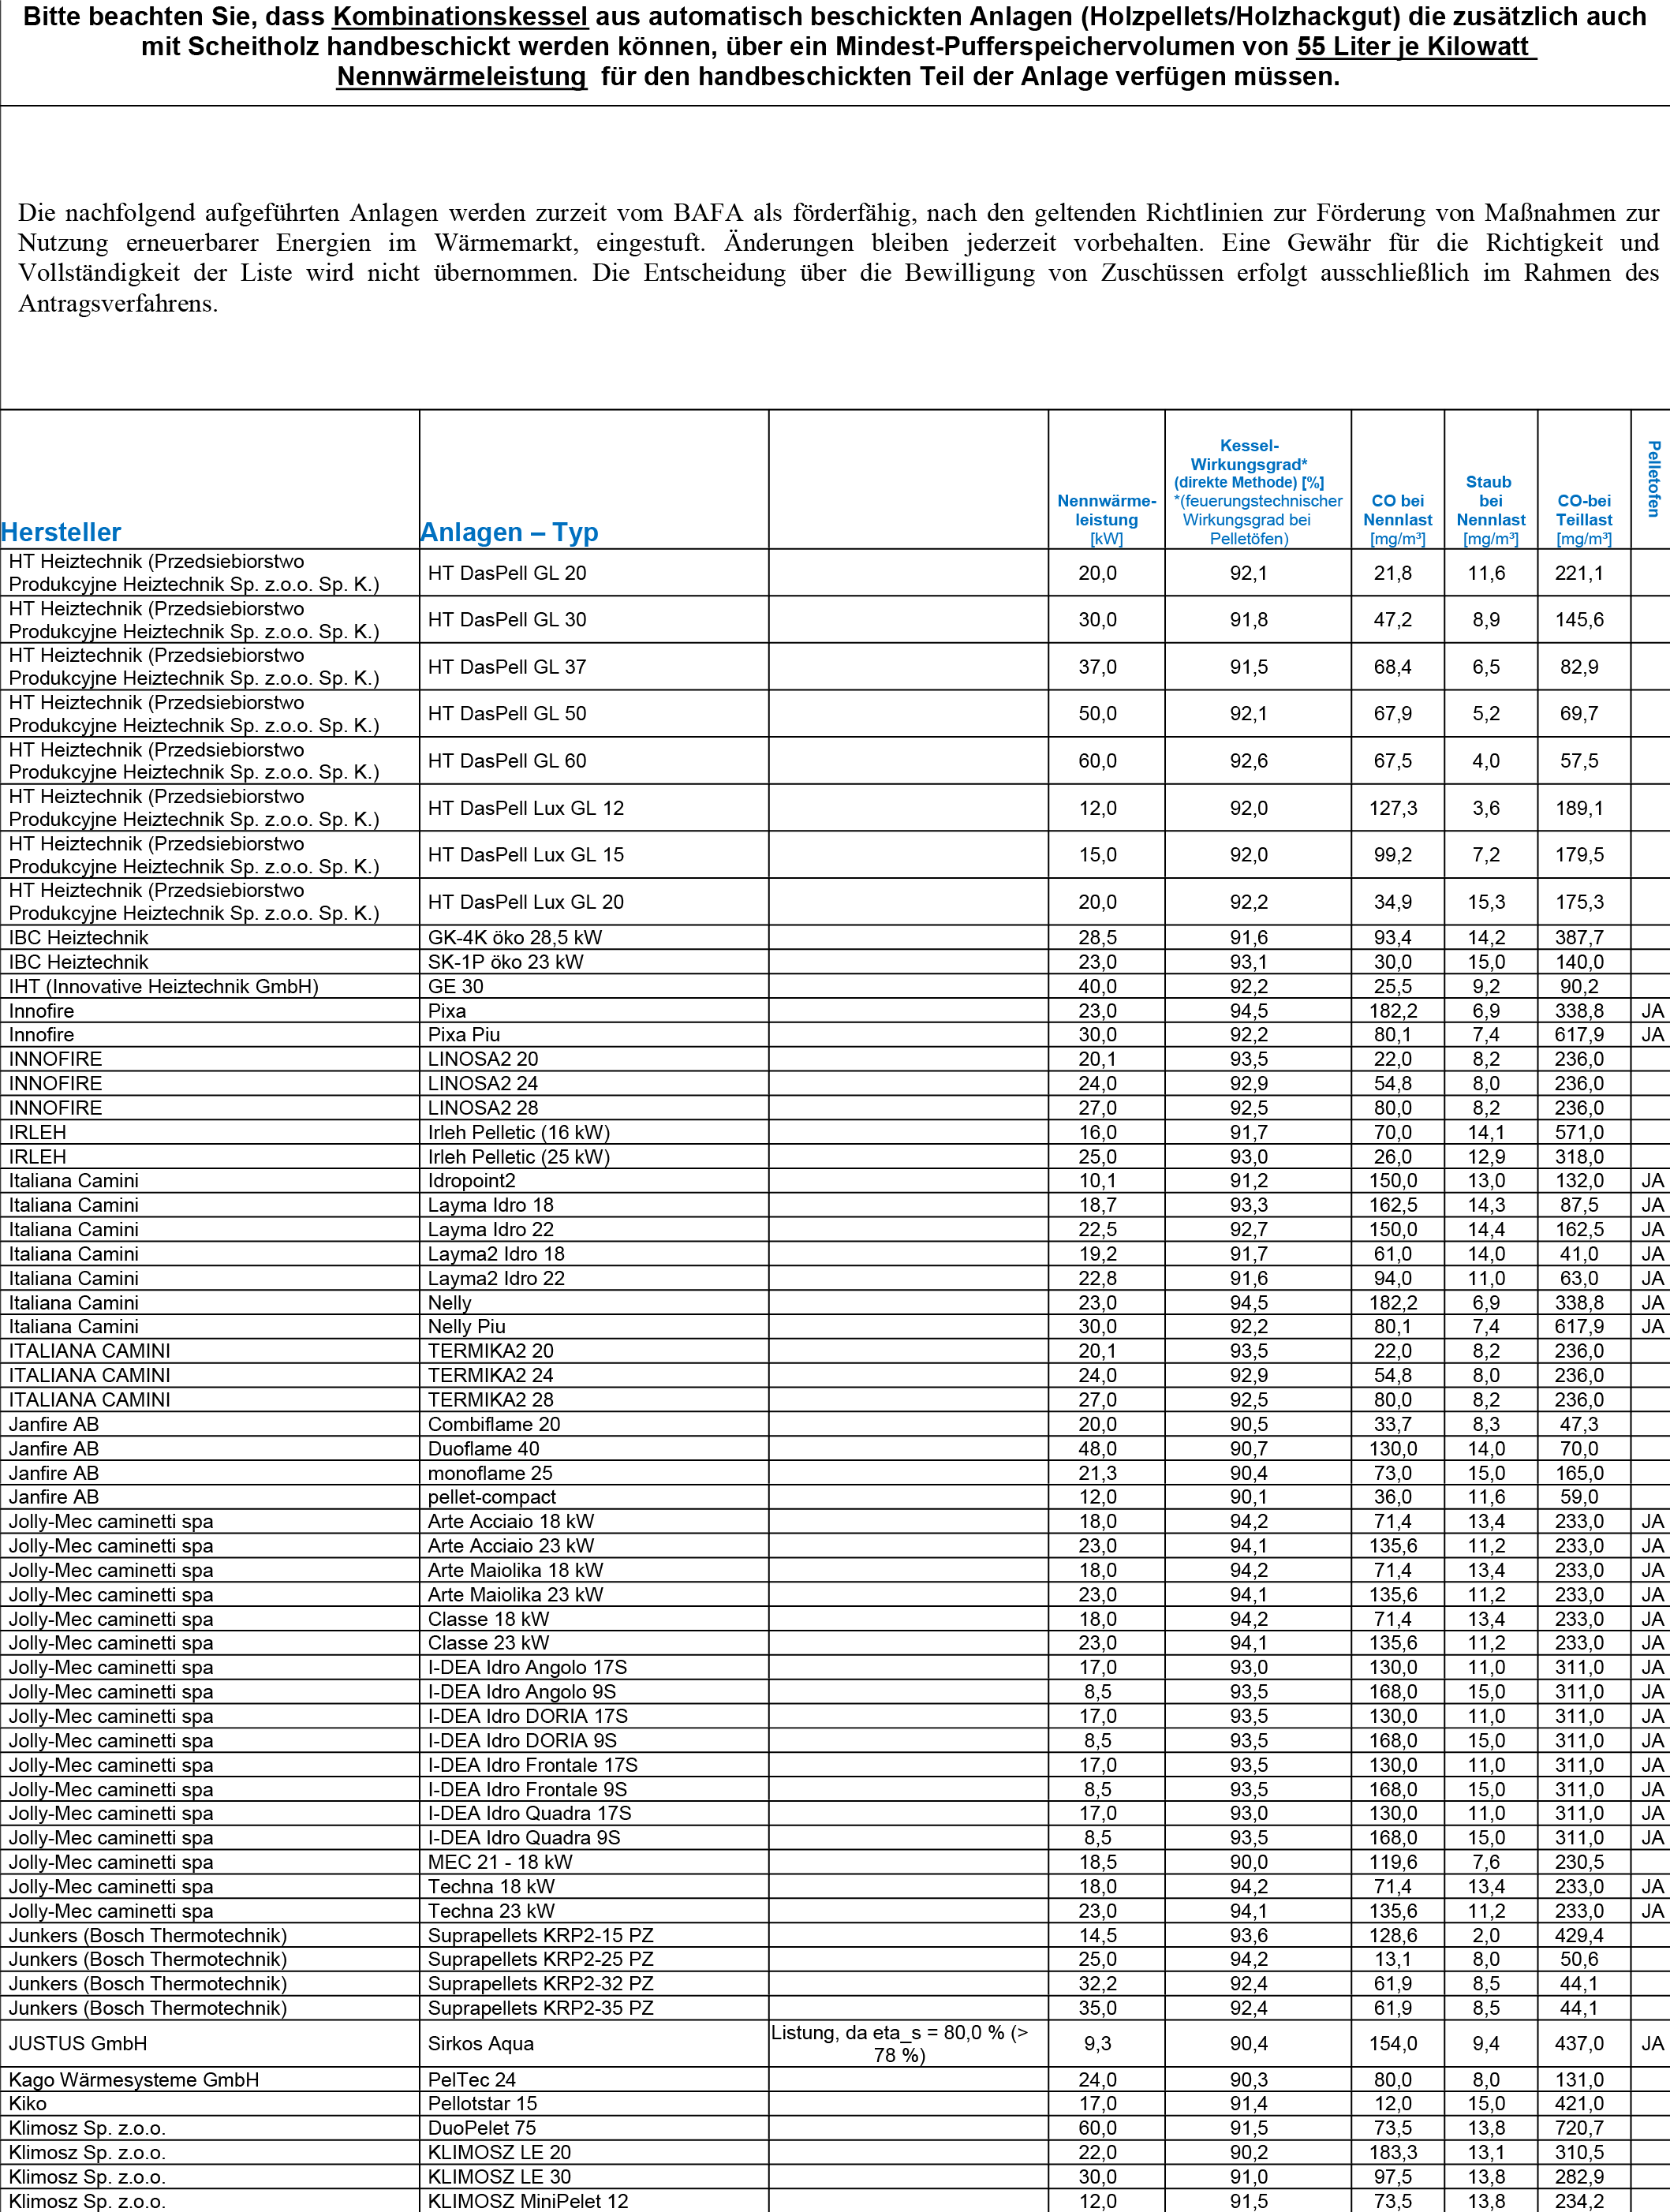 Bitte beachten Sie, dass Kombinationskessel aus automatisch beschickten Anlagen (Holzpellets/Holzhackgut) die zusätzlich auch
mit Scheitholz handbeschickt werden können, über ein Mindest-Pufferspeichervolumen von 55 Liter je Kilowatt
Nennwärmeleistung für den handbeschickten Teil der Anlage verfügen müssen.
Die nachfolgend aufgeführten Anlagen werden zurzeit vom BAFA als förderfähig, nach den geltenden Richtlinien zur Förderung von Maßnahmen zur
Nutzung erneuerbarer Energien im Wärmemarkt, eingestuft. Änderungen bleiben jederzeit vorbehalten. Eine Gewähr für die Richtigkeit und
Vollständigkeit der Liste wird nicht übernommen. Die Entscheidung über die Bewilligung von Zuschüssen erfolgt ausschließlich im Rahmen des
Antragsverfahrens.
Hersteller
Anlagen – Typ
Nennwärme-
leistung
[kW]
Kessel-
Wirkungsgrad*
(direkte Methode) [%]
*(feuerungstechnischer
Wirkungsgrad bei
Pelletöfen)
CO bei
Nennlast
[mg/m³]
Staub
bei
Nennlast
[mg/m³]
CO-bei
Teillast
[mg/m³]
Pelletofen
HT Heiztechnik (Przedsiebiorstwo
Produkcyjne Heiztechnik Sp. z.o.o. Sp. K.) HT DasPell GL 20 20,0 92,1 21,8 11,6 221,1
HT Heiztechnik (Przedsiebiorstwo
Produkcyjne Heiztechnik Sp. z.o.o. Sp. K.) HT DasPell GL 30 30,0 91,8 47,2 8,9 145,6
HT Heiztechnik (Przedsiebiorstwo
Produkcyjne Heiztechnik Sp. z.o.o. Sp. K.) HT DasPell GL 37 37,0 91,5 68,4 6,5 82,9
HT Heiztechnik (Przedsiebiorstwo
Produkcyjne Heiztechnik Sp. z.o.o. Sp. K.) HT DasPell GL 50 50,0 92,1 67,9 5,2 69,7
HT Heiztechnik (Przedsiebiorstwo
Produkcyjne Heiztechnik Sp. z.o.o. Sp. K.) HT DasPell GL 60 60,0 92,6 67,5 4,0 57,5
HT Heiztechnik (Przedsiebiorstwo
Produkcyjne Heiztechnik Sp. z.o.o. Sp. K.) HT DasPell Lux GL 12 12,0 92,0 127,3 3,6 189,1
HT Heiztechnik (Przedsiebiorstwo
Produkcyjne Heiztechnik Sp. z.o.o. Sp. K.) HT DasPell Lux GL 15 15,0 92,0 99,2 7,2 179,5
HT Heiztechnik (Przedsiebiorstwo
Produkcyjne Heiztechnik Sp. z.o.o. Sp. K.) HT DasPell Lux GL 20 20,0 92,2 34,9 15,3 175,3
IBC Heiztechnik GK-4K öko 28,5 kW 28,5 91,6 93,4 14,2 387,7
IBC Heiztechnik SK-1P öko 23 kW 23,0 93,1 30,0 15,0 140,0
IHT (Innovative Heiztechnik GmbH) GE 30 40,0 92,2 25,5 9,2 90,2
Innofire Pixa 23,0 94,5 182,2 6,9 338,8 JA
Innofire Pixa Piu 30,0 92,2 80,1 7,4 617,9 JA
INNOFIRE LINOSA2 20 20,1 93,5 22,0 8,2 236,0
INNOFIRE LINOSA2 24 24,0 92,9 54,8 8,0 236,0
INNOFIRE LINOSA2 28 27,0 92,5 80,0 8,2 236,0
IRLEH Irleh Pelletic (16 kW) 16,0 91,7 70,0 14,1 571,0
IRLEH Irleh Pelletic (25 kW) 25,0 93,0 26,0 12,9 318,0
Italiana Camini Idropoint2 10,1 91,2 150,0 13,0 132,0 JA
Italiana Camini Layma Idro 18 18,7 93,3 162,5 14,3 87,5 JA
Italiana Camini Layma Idro 22 22,5 92,7 150,0 14,4 162,5 JA
Italiana Camini Layma2 Idro 18 19,2 91,7 61,0 14,0 41,0 JA
Italiana Camini Layma2 Idro 22 22,8 91,6 94,0 11,0 63,0 JA
Italiana Camini Nelly 23,0 94,5 182,2 6,9 338,8 JA
Italiana Camini Nelly Piu 30,0 92,2 80,1 7,4 617,9 JA
ITALIANA CAMINI TERMIKA2 20 20,1 93,5 22,0 8,2 236,0
ITALIANA CAMINI TERMIKA2 24 24,0 92,9 54,8 8,0 236,0
ITALIANA CAMINI TERMIKA2 28 27,0 92,5 80,0 8,2 236,0
Janfire AB Combiflame 20 20,0 90,5 33,7 8,3 47,3
Janfire AB Duoflame 40 48,0 90,7 130,0 14,0 70,0
Janfire AB monoflame 25 21,3 90,4 73,0 15,0 165,0
Janfire AB pellet-compact 12,0 90,1 36,0 11,6 59,0
Jolly-Mec caminetti spa Arte Acciaio 18 kW 18,0 94,2 71,4 13,4 233,0 JA
Jolly-Mec caminetti spa Arte Acciaio 23 kW 23,0 94,1 135,6 11,2 233,0 JA
Jolly-Mec caminetti spa Arte Maiolika 18 kW 18,0 94,2 71,4 13,4 233,0 JA
Jolly-Mec caminetti spa Arte Maiolika 23 kW 23,0 94,1 135,6 11,2 233,0 JA
Jolly-Mec caminetti spa Classe 18 kW 18,0 94,2 71,4 13,4 233,0 JA
Jolly-Mec caminetti spa Classe 23 kW 23,0 94,1 135,6 11,2 233,0 JA
Jolly-Mec caminetti spa I-DEA Idro Angolo 17S 17,0 93,0 130,0 11,0 311,0 JA
Jolly-Mec caminetti spa I-DEA Idro Angolo 9S 8,5 93,5 168,0 15,0 311,0 JA
Jolly-Mec caminetti spa I-DEA Idro DORIA 17S 17,0 93,5 130,0 11,0 311,0 JA
Jolly-Mec caminetti spa I-DEA Idro DORIA 9S 8,5 93,5 168,0 15,0 311,0 JA
Jolly-Mec caminetti spa I-DEA Idro Frontale 17S 17,0 93,5 130,0 11,0 311,0 JA
Jolly-Mec caminetti spa I-DEA Idro Frontale 9S 8,5 93,5 168,0 15,0 311,0 JA
Jolly-Mec caminetti spa I-DEA Idro Quadra 17S 17,0 93,0 130,0 11,0 311,0 JA
Jolly-Mec caminetti spa I-DEA Idro Quadra 9S 8,5 93,5 168,0 15,0 311,0 JA
Jolly-Mec caminetti spa MEC 21 - 18 kW 18,5 90,0 119,6 7,6 230,5
Jolly-Mec caminetti spa Techna 18 kW 18,0 94,2 71,4 13,4 233,0 JA
Jolly-Mec caminetti spa Techna 23 kW 23,0 94,1 135,6 11,2 233,0 JA
Junkers (Bosch Thermotechnik) Suprapellets KRP2-15 PZ 14,5 93,6 128,6 2,0 429,4
Junkers (Bosch Thermotechnik) Suprapellets KRP2-25 PZ 25,0 94,2 13,1 8,0 50,6
Junkers (Bosch Thermotechnik) Suprapellets KRP2-32 PZ 32,2 92,4 61,9 8,5 44,1
Junkers (Bosch Thermotechnik) Suprapellets KRP2-35 PZ 35,0 92,4 61,9 8,5 44,1
JUSTUS GmbH Sirkos Aqua Listung, da eta_s = 80,0 % (>
78 %) 9,3 90,4 154,0 9,4 437,0 JA
Kago Wärmesysteme GmbH PelTec 24 24,0 90,3 80,0 8,0 131,0
Kiko Pellotstar 15 17,0 91,4 12,0 15,0 421,0
Klimosz Sp. z.o.o. DuoPelet 75 60,0 91,5 73,5 13,8 720,7
Klimosz Sp. z.o.o. KLIMOSZ LE 20 22,0 90,2 183,3 13,1 310,5
Klimosz Sp. z.o.o. KLIMOSZ LE 30 30,0 91,0 97,5 13,8 282,9
Klimosz Sp. z.o.o. KLIMOSZ MiniPelet 12 12,0 91,5 73,5 13,8 234,2